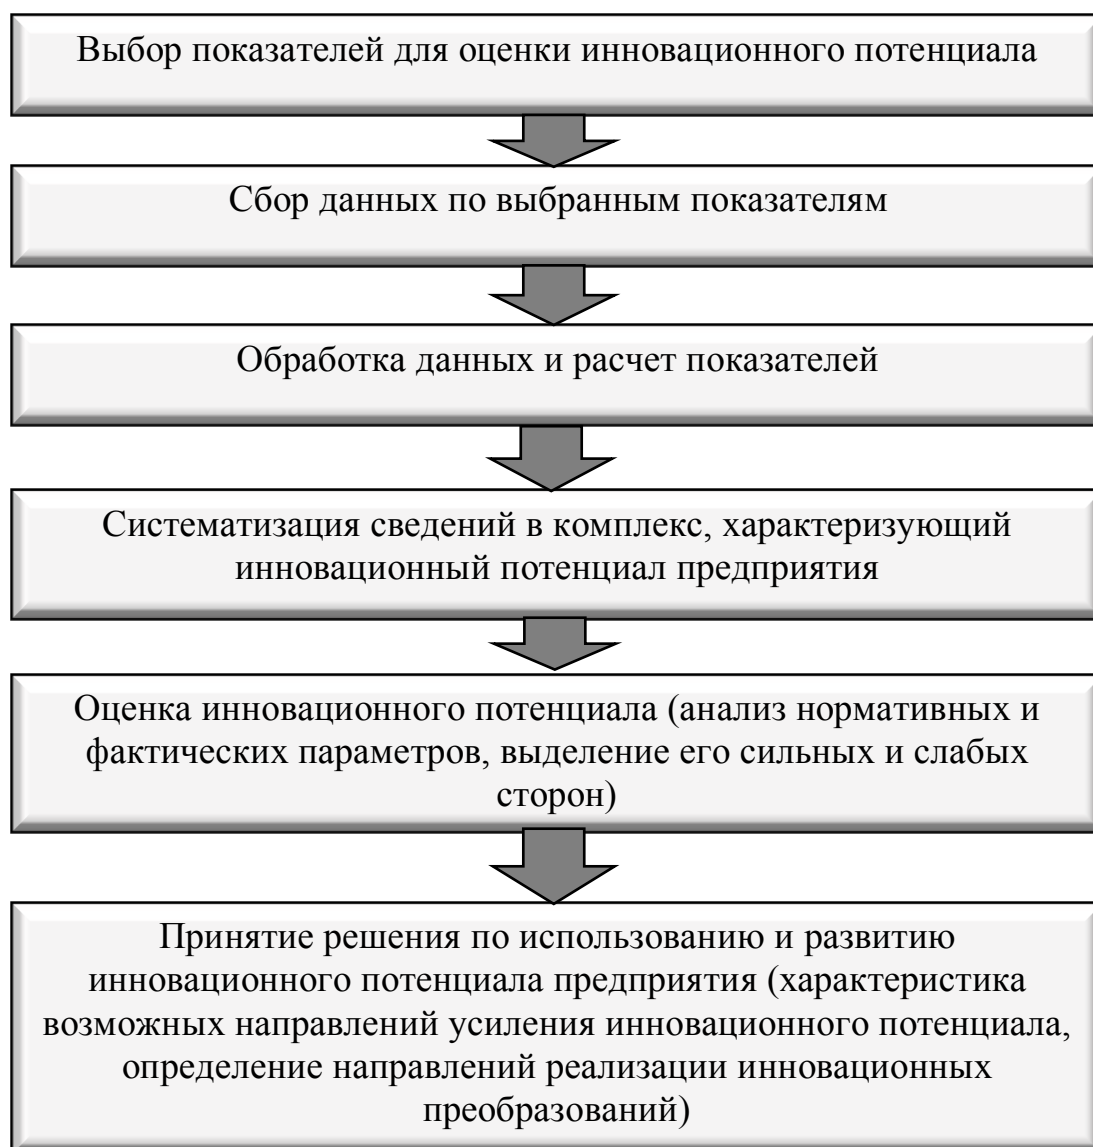 Выбор показателей для оценки инновационного потенциала
Сбор данных по выбранным показателям
Обработка данных и расчет показателей
Систематизация сведений в комплекс, характеризующий
инновационный потенциал предприятия
Оценка инновационного потенциала (анализ нормативных и
фактических параметров, выделение его сильных и слабых
сторон)
Принятие решения по использованию и развитию
инновационного потенциала предприятия (характеристика
возможных направлений усиления инновационного потенциала,
определение направлений реализации инновационных
преобразований)